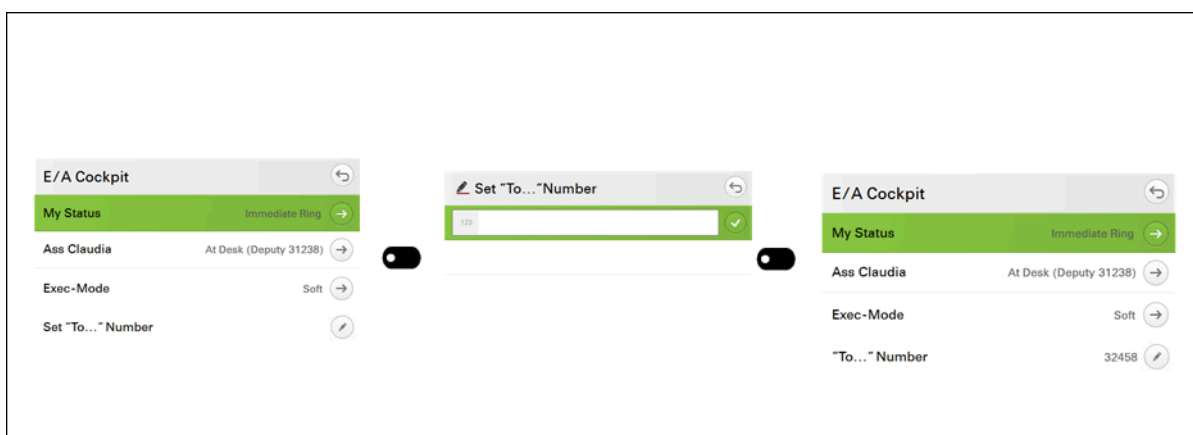 E/A Cockpit
My Status Immediate Ring
Ass Claudia At Desk (Deputy 31238)
Exec-Mode Soft
Set "To..." Number
Set "To..."Number
123
E/A Cockpit
My Status Immediate Ring
Ass Claudia At Desk (Deputy 31238)
Exec-Mode Soft
"To..." Number 32458